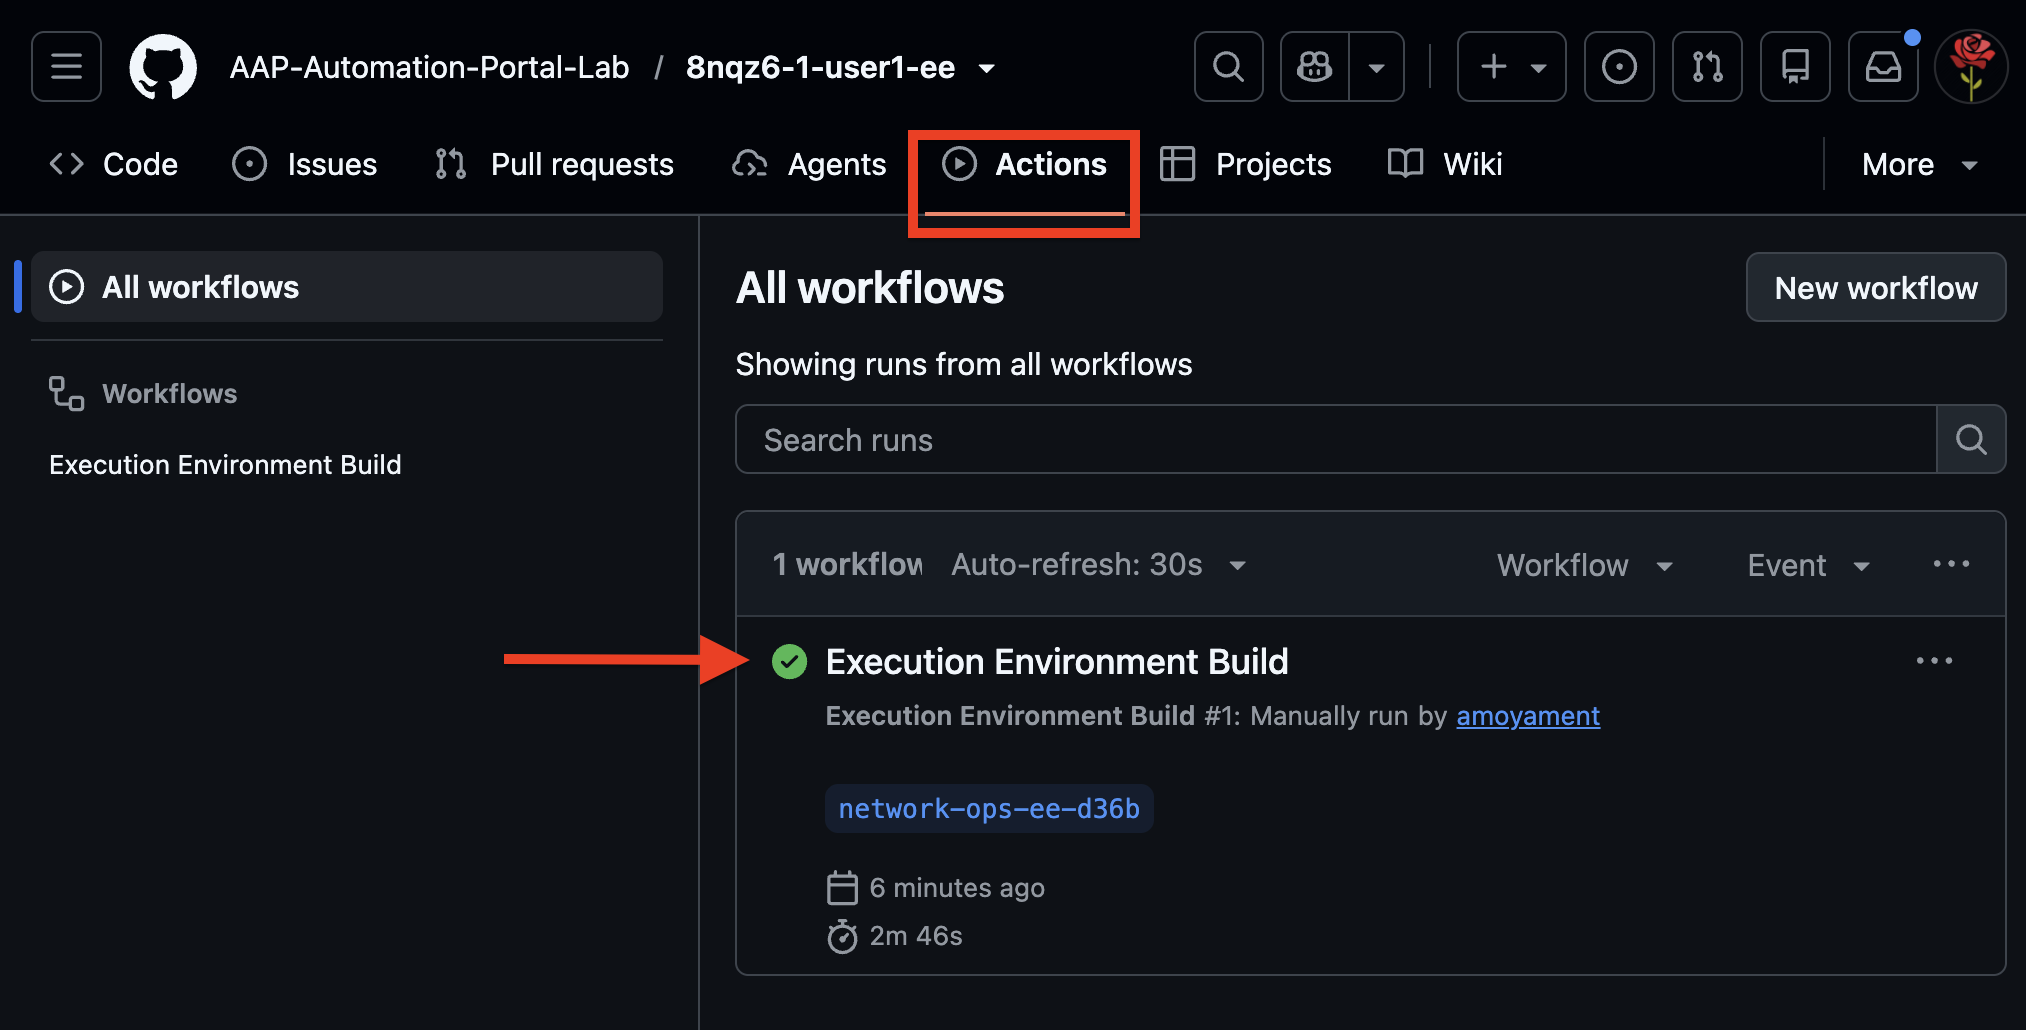 AAP-Automation-Portal-Lab / 8nqz6-1-user1-ee
Code Issues Pull requests Agents Actions Projects Wiki More
All workflows
Workflows
Execution Environment Build
All workflows
New workflow
Showing runs from all workflows
Search runs
1 workflow Auto-refresh: 30s Workflow Event
Execution Environment Build
Execution Environment Build #1: Manually run by amoyament
network-ops-ee-d36b
6 minutes ago
2m 46s